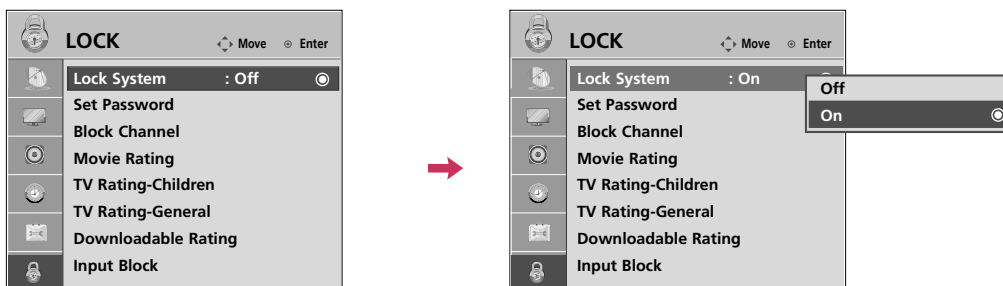 LOCK Move Enter
Lock System : Off
Set Password
Block Channel
Movie Rating
TV Rating-Children
TV Rating-General
Downloadable Rating
Input Block
LOCK Move Enter
Lock System : On
Set Password
Block Channel
Movie Rating
TV Rating-Children
TV Rating-General
Downloadable Rating
Input Block
Off
On